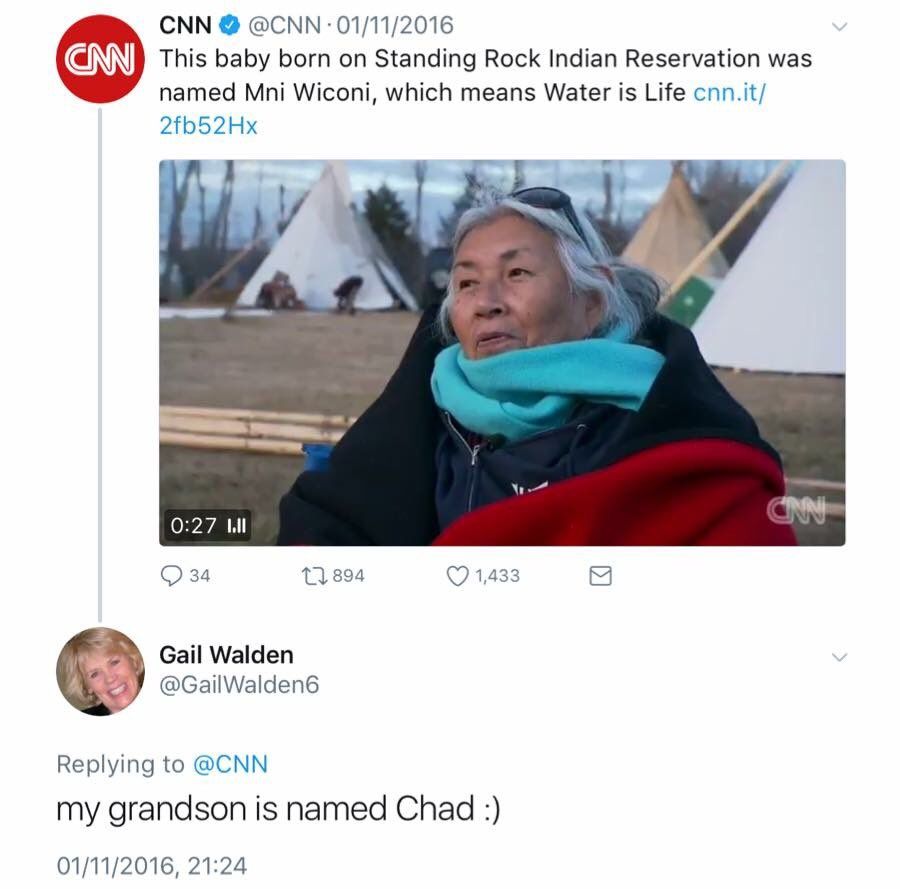 CNN @CNN · 01/11/2016
CNN
This baby born on Standing Rock Indian Reservation was
named Mni Wiconi, which means Water is Life cnn.it/
2fb52Hx
CNN
0:27
34 894 1,433
Gail Walden
@GailWalden6
Replying to @CNN
my grandson is named Chad :)
01/11/2016, 21:24